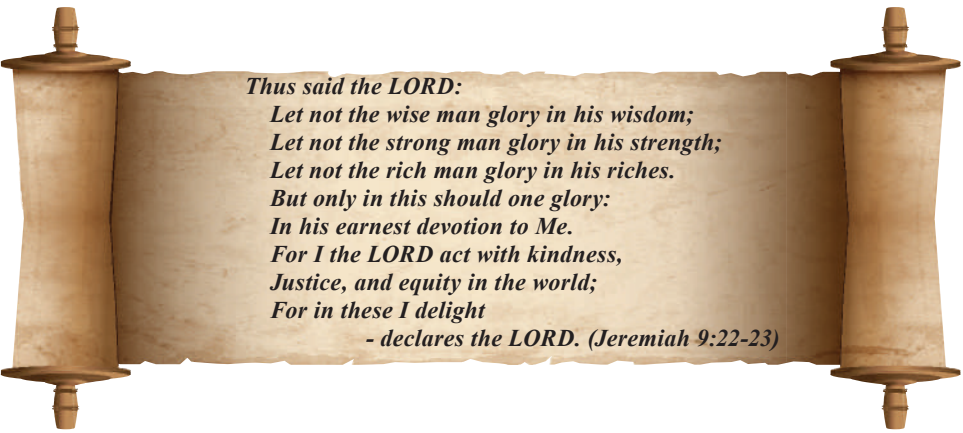 Thus said the LORD:
Let not the wise man glory in his wisdom;
Let not the strong man glory in his strength;
Let not the rich man glory in his riches.
But only in this should one glory:
In his earnest devotion to Me.
For I the LORD act with kindness,
Justice, and equity in the world;
For in these I delight
- declares the LORD. (Jeremiah 9:22-23)